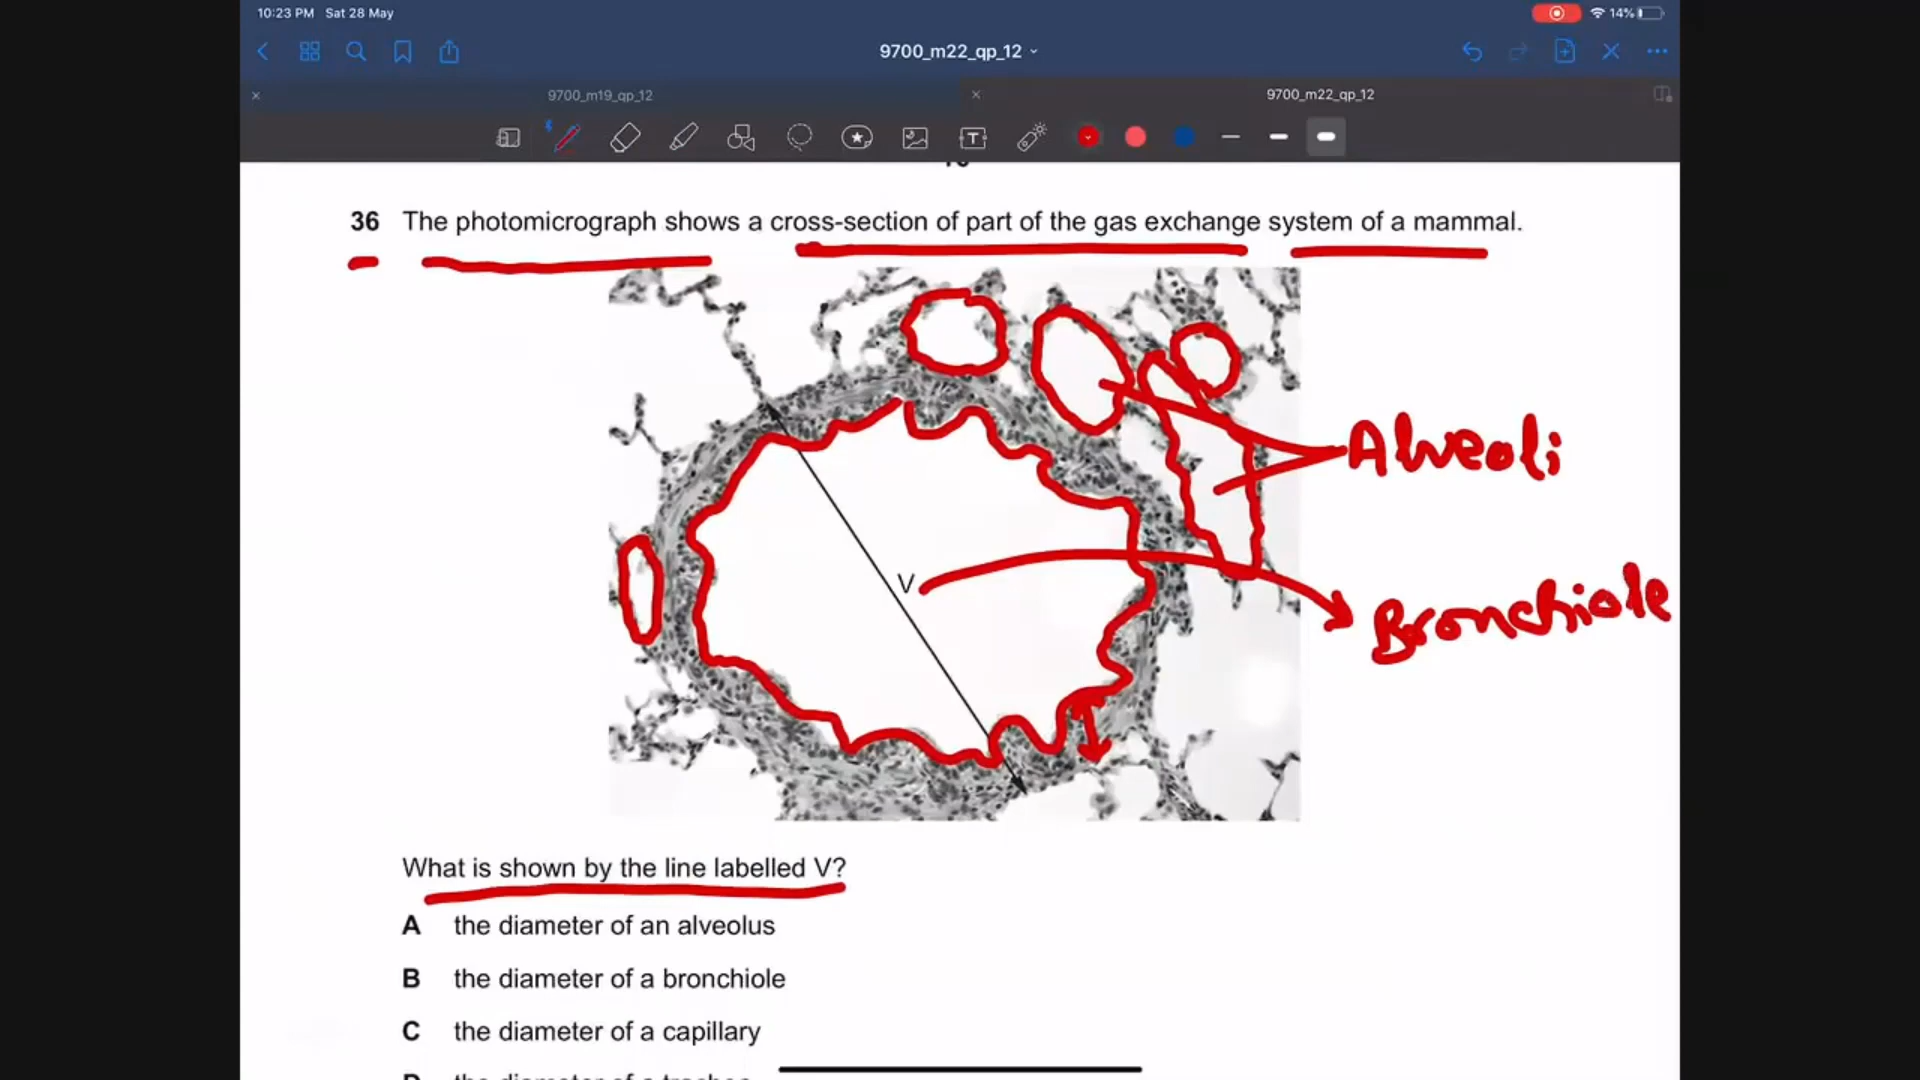 10:23 PM Sat 28 May
14%
9700_m22_qp_12
9700_m19_qp_12
9700_m22_qp_12
36 The photomicrograph shows a cross-section of part of the gas exchange system of a mammal.
Alveoli
V
Bronchiole
What is shown by the line labelled V?
A the diameter of an alveolus
B the diameter of a bronchiole
C the diameter of a capillary